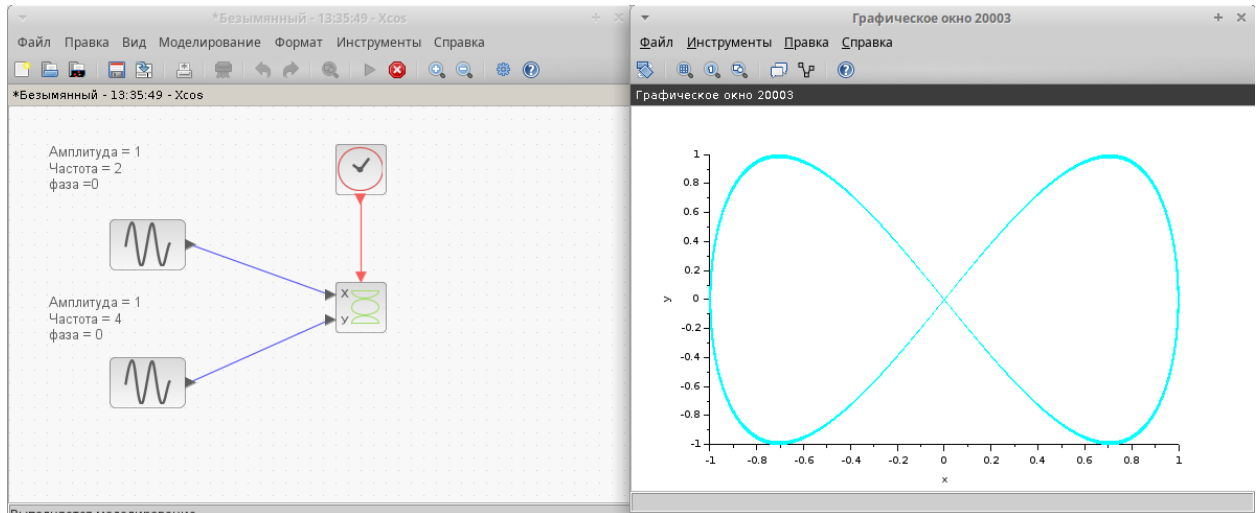 *Безымянный - 13:35:49 - Xcos
Файл Правка Вид Моделирование Формат Инструменты Справка
*Безымянный - 13:35:49 - Xcos
Амплитуда = 1
Частота = 2
фаза =0
Амплитуда = 1
Частота = 4
фаза = 0
X
У
Выполняется моделирование
Графическое окно 20003
Файл Инструменты Правка Справка
Графическое окно 20003
1
0.8
0.6
0.4
0.2
0
-0.2
-0.4
-0.6
-0.8
-1
y
-1 -0.8 -0.6 -0.4 -0.2 0 0.2 0.4 0.6 0.8 1
x